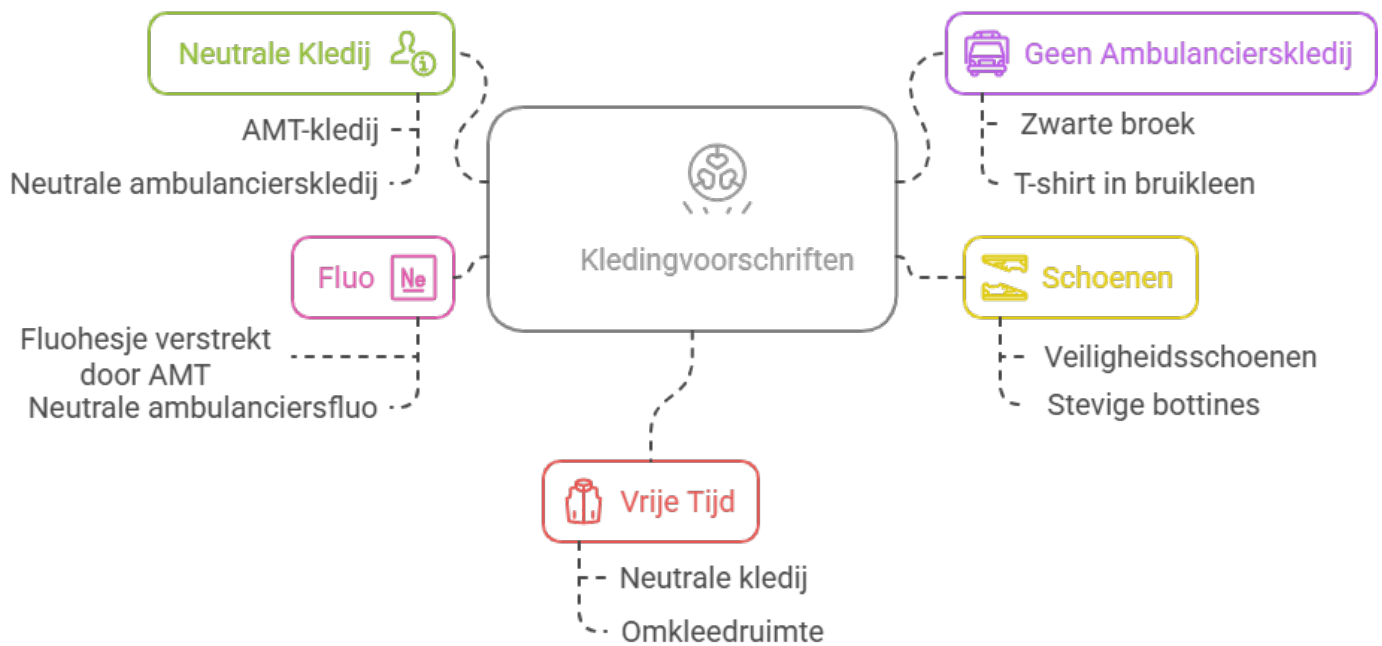 Neutrale Kledij
AMT-kledij
Neutrale ambulancierskledij
Fluo
Ne
Fluohesje verstrekt
door AMT
Neutrale ambulanciersfluo
Kledingvoorschriften
Geen Ambulancierskledij
Zwarte broek
T-shirt in bruikleen
Schoenen
Veiligheidsschoenen
Stevige bottines
Vrije Tijd
Neutrale kledij
Omkleedruimte